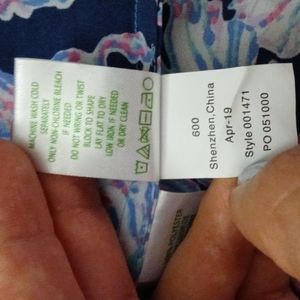 MACHINE WASH COLD
SEPARATELY
ONLY NON-CHLORINE BLEACH
IF NEEDED
DO NOT WRING OR TWIST
BLOCK TO SHAPE
LAY FLAT TO DRY
LOW IRON IF NEEDED
OR DRY CLEAN
600
Shenzhen,China
Apr-19
Style 001471
PO 051000
POLYESTER